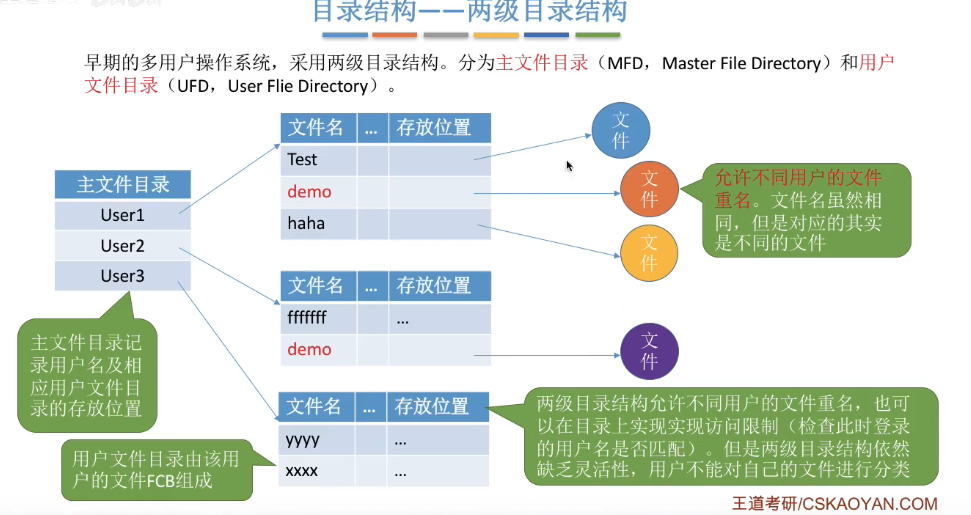 目录结构——两级目录结构
早期的多用户操作系统，采用两级目录结构。分为主文件目录（MFD，Master File Directory）和用户
文件目录（UFD，User Flie Directory）。
主文件目录
User1
User2
User3
文件名 ... 存放位置
Test
demo
haha
文件名 ... 存放位置
fffffff ...
demo
文件名 ... 存放位置
yyyy ...
xxxx ...
文
件
文
件
文
件
文
件
允许不同用户的文件
重名。文件名虽然相
同，但是对应的其实
是不同的文件
主文件目录记
录用户名及相
应用户文件目
录的存放位置
用户文件目录由该用
户的文件FCB组成
两级目录结构允许不同用户的文件重名，也可
以在目录上实现实现访问限制（检查此时登录
的用户名是否匹配）。但是两级目录结构依然
缺乏灵活性，用户不能对自己的文件进行分类
王道考研/CSKAOYAN.COM